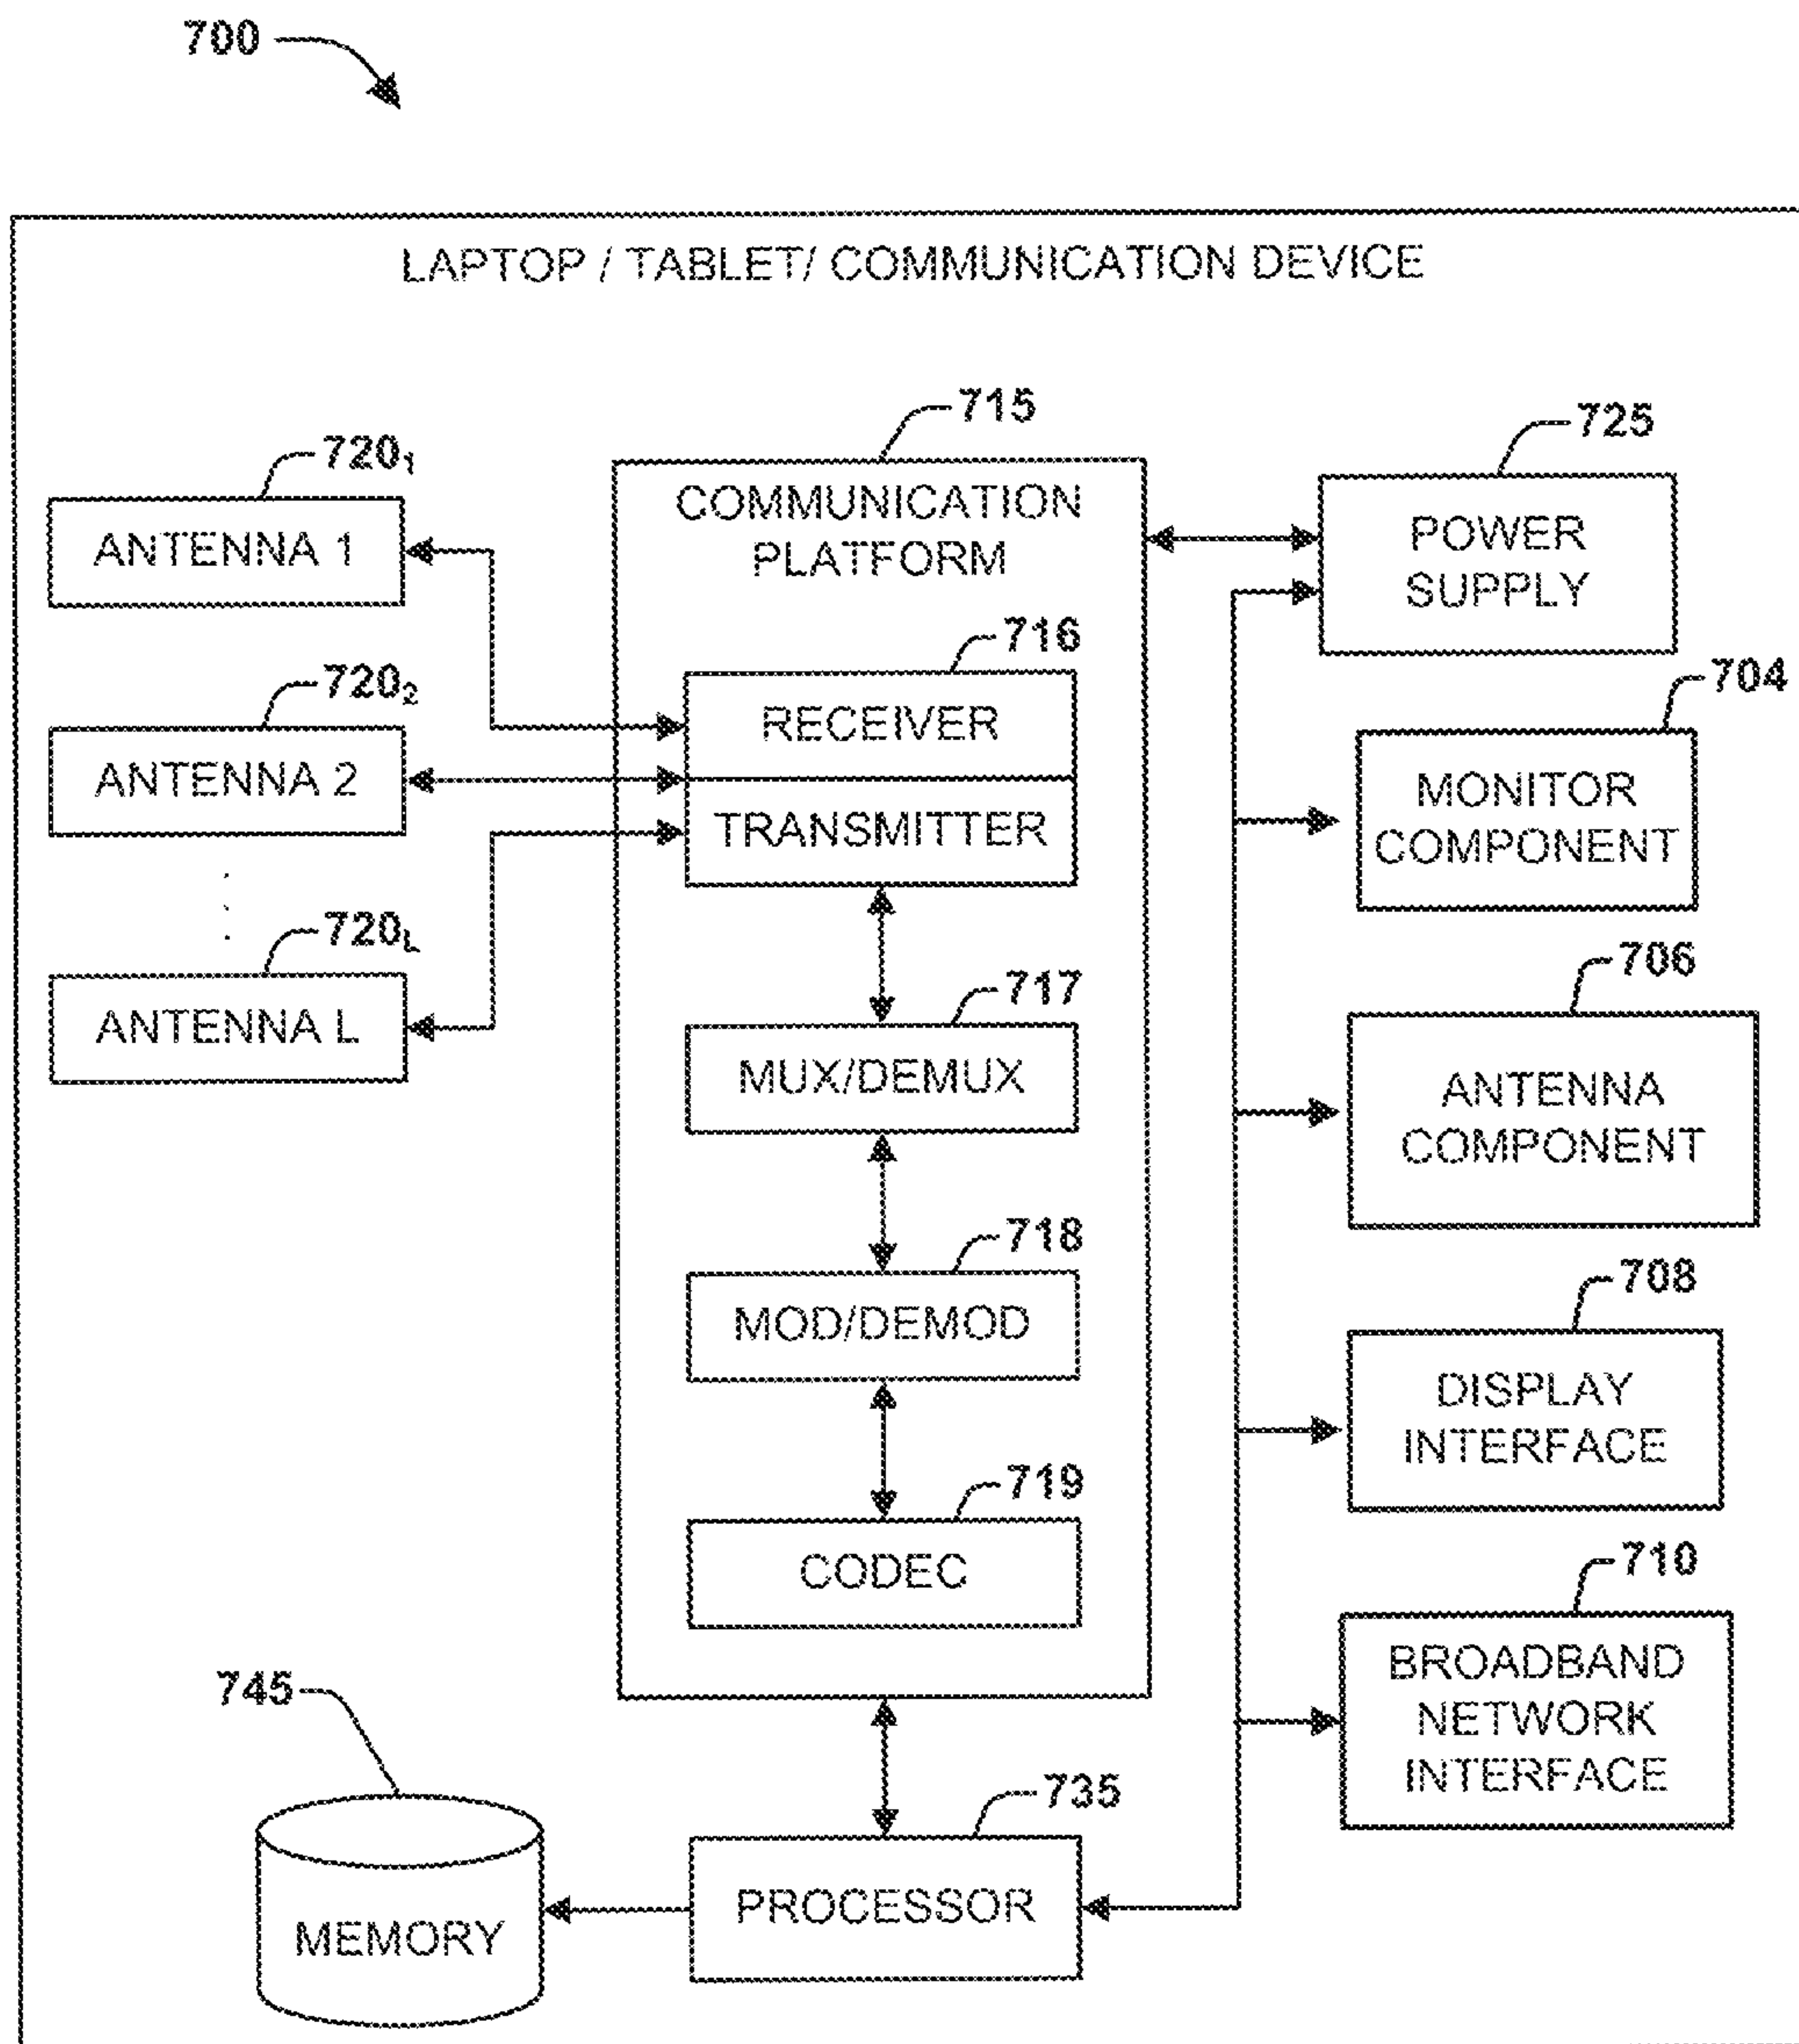 700
LAPTOP / TABLET/ COMMUNICATION DEVICE
715
725
720₁
COMMUNICATION
PLATFORM
POWER
SUPPLY
ANTENNA 1
716
704
720₂
RECEIVER
MONITOR
COMPONENT
ANTENNA 2
TRANSMITTER
720L
706
ANTENNA L
717
ANTENNA
COMPONENT
MUX/DEMUX
718
708
MOD/DEMOD
DISPLAY
INTERFACE
719
710
CODEC
BROADBAND
NETWORK
INTERFACE
745
735
MEMORY
PROCESSOR